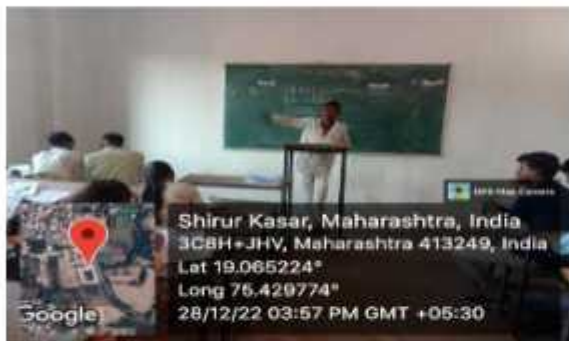 GPS Map Camera
Shirur Kasar, Maharashtra, India
3C8H+JHV, Maharashtra 413249, India
Lat 19.065224°
Long 75.429774°
28/12/22 03:57 PM GMT +05:30
Google